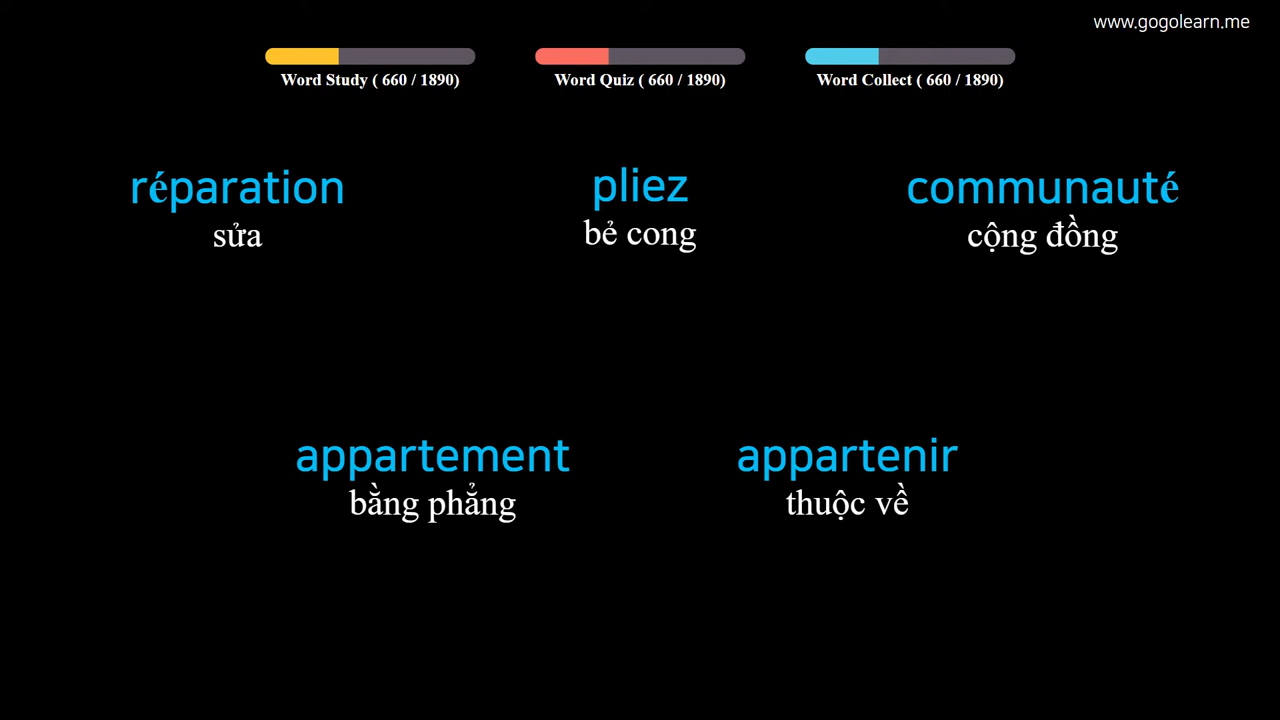 www.gogolearn.me
Word Study ( 660 / 1890)
Word Quiz ( 660 / 1890)
Word Collect ( 660 / 1890)
réparation
sửa
pliez
bẻ cong
communauté
cộng đồng
appartement
bằng phẳng
appartenir
thuộc về